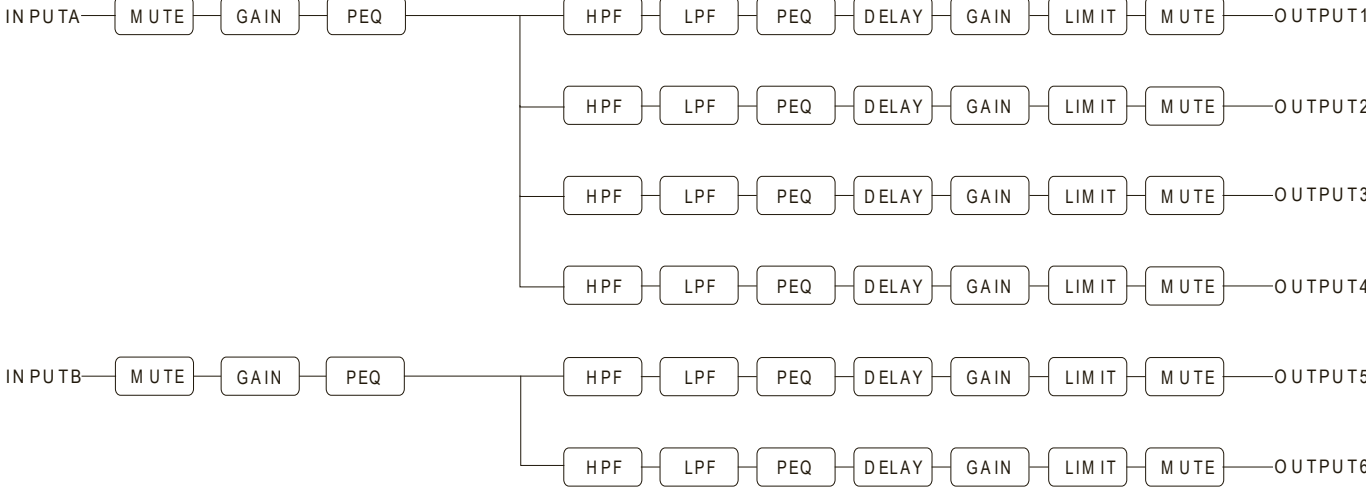 INPUTA MUTE GAIN PEQ HPF LPF PEQ DELAY GAIN LIMIT MUTE OUTPUT1
HPF LPF PEQ DELAY GAIN LIMIT MUTE OUTPUT2
HPF LPF PEQ DELAY GAIN LIMIT MUTE OUTPUT3
HPF LPF PEQ DELAY GAIN LIMIT MUTE OUTPUT4
INPUTB MUTE GAIN PEQ HPF LPF PEQ DELAY GAIN LIMIT MUTE OUTPUT5
HPF LPF PEQ DELAY GAIN LIMIT MUTE OUTPUT6